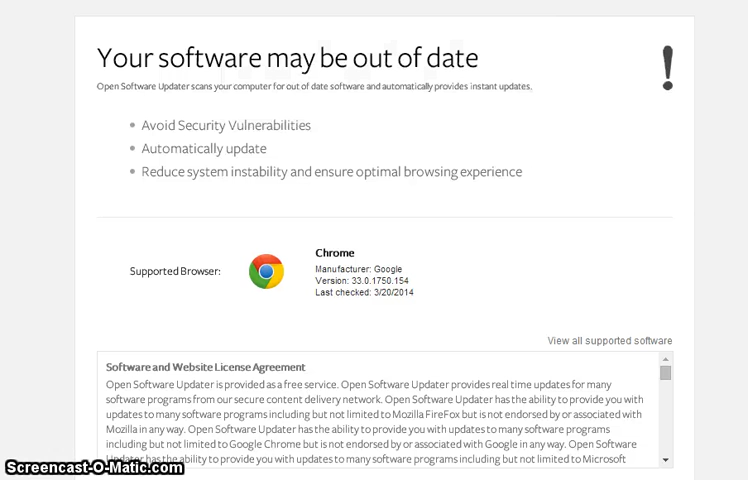 Your software may be out of date
Open Software Updater scans your computer for out of date software and automatically provides instant updates.
Avoid Security Vulnerabilities
Automatically update
Reduce system instability and ensure optimal browsing experience
Supported Browser:
Chrome
Manufacturer: Google
Version: 33.0.1750.154
Last checked: 3/20/2014
View all supported software
Software and Website License Agreement
Open Software Updater is provided as a free service. Open Software Updater provides real time updates for many
software programs from our secure content delivery network. Open Software Updater has the ability to provide you with
updates to many software programs including but not limited to Mozilla FireFox but is not endorsed by or associated with
Mozilla in any way. Open Software Updater has the ability to provide you with updates to many software programs
including but not limited to Google Chrome but is not endorsed by or associated with Google in any way. Open Software
Updater has the ability to provide you with updates to many software programs including but not limited to Microsoft
Screencast-O-Matic.com